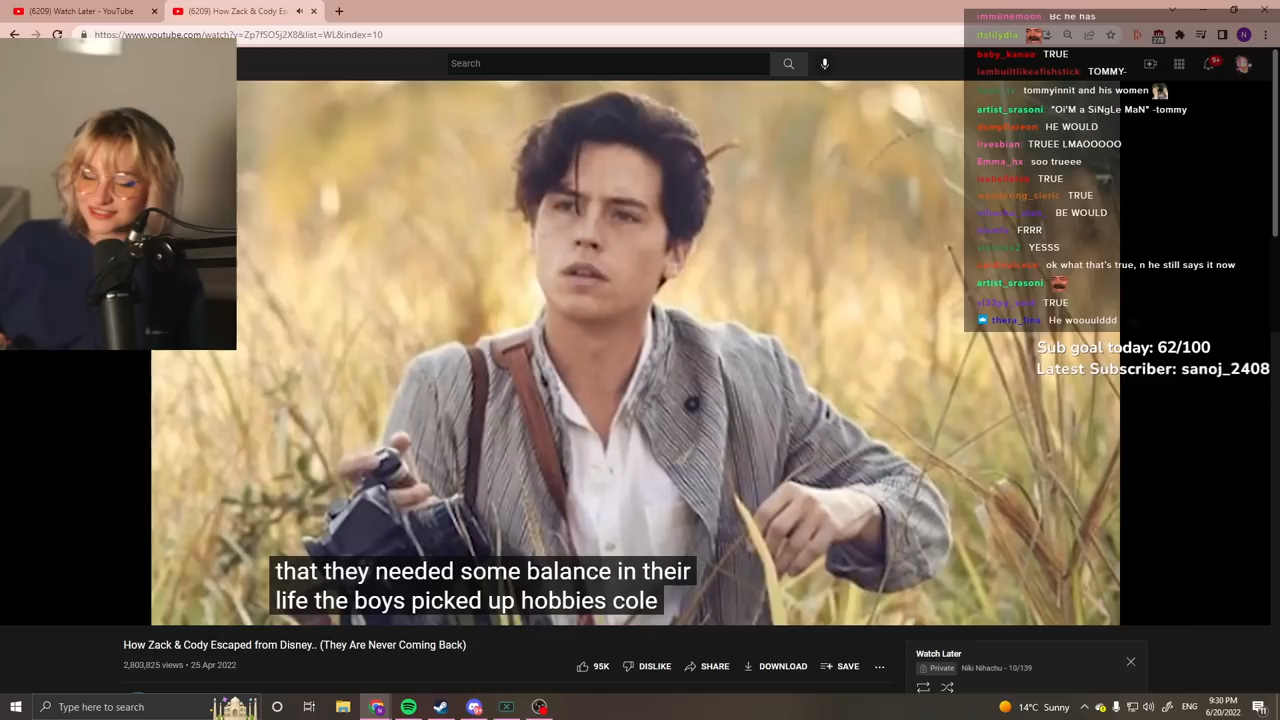 (6209) Watch Later - YouTube
(6209) How Zack & Cody Es
https://www.youtube.com/watch?v=Zp7fSO5j2X8&list=WL&index=10
Search
278
N
9+
immunemoon: Bc he has
itslilydia:
baby_kanao: TRUE
iambuiltlikeafishstick: TOMMY-
tommyinnit and his women
artist_srasoni: "Oi'M a SiNgLe MaN" -tommy
HE WOULD
livesbian: TRUEE LMAOOOOO
Emma_hx: soo trueee
TRUE
wandering_cleric: TRUE
BE WOULD
FRRR
YESSS
ok what that's true, n he still says it now
artist_srasoni:
TRUE
thera_lina: He woouulddd
Sub goal today: 62/100
Latest Subscriber: sanoj_2408
that they needed some balance in their
life the boys picked up hobbies cole
How Zack & Cody Escaped from Disney.. (They Are Never Coming Back)
2,803,825 views • 25 Apr 2022
95K
DISLIKE
SHARE
DOWNLOAD
SAVE
Watch Later
Private
Niki Nihachu - 10/139
Type here to search
14°C Sunny
9:30 PM
6/20/2022